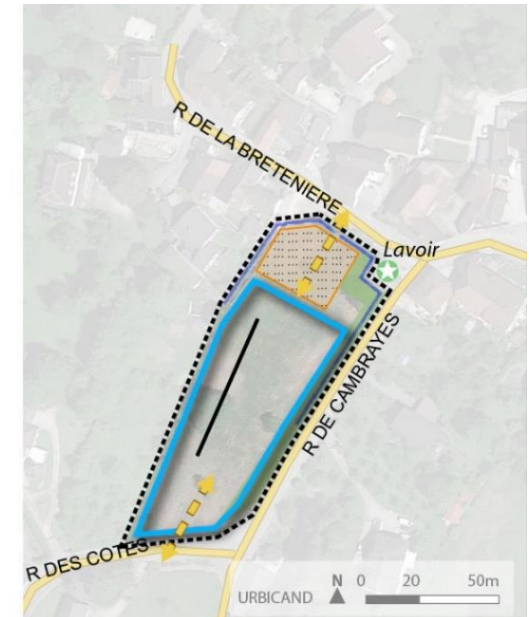 R DE LA BRETENIERE
Lavoir
R DE CAMBRAYES
R DES COTES
URBICAND
N 0 20 50m